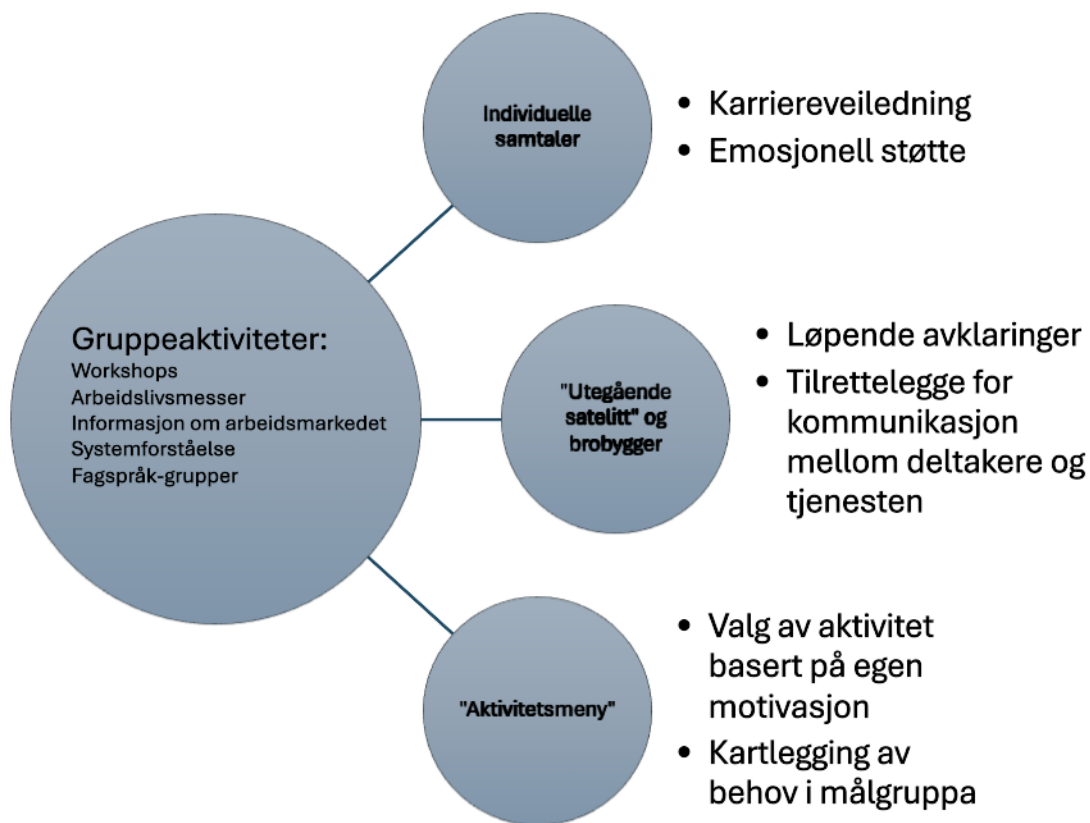 Gruppeaktiviteter:
Workshops
Arbeidslivsmesser
Informasjon om arbeidsmarkedet
Systemforståelse
Fagspråk-grupper
Individuelle
samtaler
• Karriereveiledning
• Emosjonell støtte
"Utegående
satelitt" og
brobygger
• Løpende avklaringer
• Tilrettelegge for
kommunikasjon
mellom deltakere og
tjenesten
"Aktivitetsmeny"
• Valg av aktivitet
basert på egen
motivasjon
• Kartlegging av
behov i målgruppa